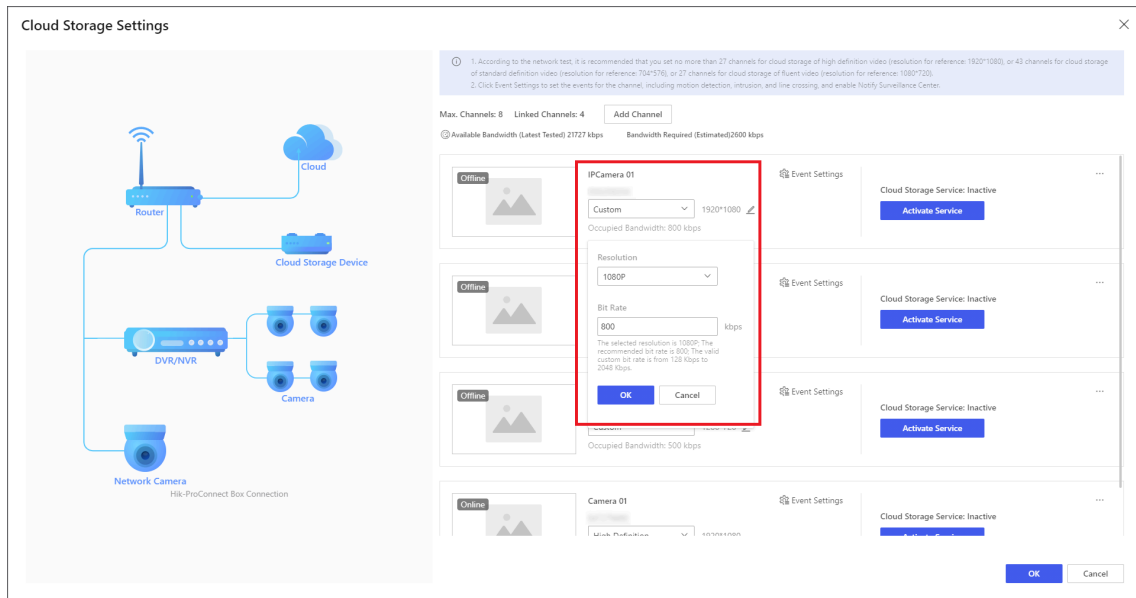 Cloud Storage Settings
1. According to the network test, it is recommended that you set no more than 27 channels for cloud storage of high definition video (resolution for reference: 1920*1080), or 43 channels for cloud storage
of standard definition video (resolution for reference: 704*576), or 27 channels for cloud storage of fluent video (resolution for reference: 1080*720).
2. Click Event Settings to set the events for the channel, including motion detection, intrusion, and line crossing, and enable Notify Surveillance Center.
Max. Channels: 8 Linked Channels: 4 Add Channel
Available Bandwidth (Latest Tested) 21727 kbps Bandwidth Required (Estimated)2600 kbps
Cloud
Router
Cloud Storage Device
DVR/NVR
Camera
Network Camera
Hik-ProConnect Box Connection
Offline
IPCamera 01
Custom 1920*1080
Occupied Bandwidth: 800 kbps
Event Settings
Cloud Storage Service: Inactive
Activate Service
Resolution
1080P
Bit Rate
800 kbps
The selected resolution is 1080P; The
recommended bit rate is 800; The valid
custom bit rate is from 128 Kbps to
2048 Kbps.
OK Cancel
Offline
Event Settings
Cloud Storage Service: Inactive
Activate Service
Offline
Custom
Occupied Bandwidth: 500 kbps
Event Settings
Cloud Storage Service: Inactive
Activate Service
Online
Camera 01
High Definition 1920*1080
Event Settings
Cloud Storage Service: Inactive
Activate Service
OK Cancel